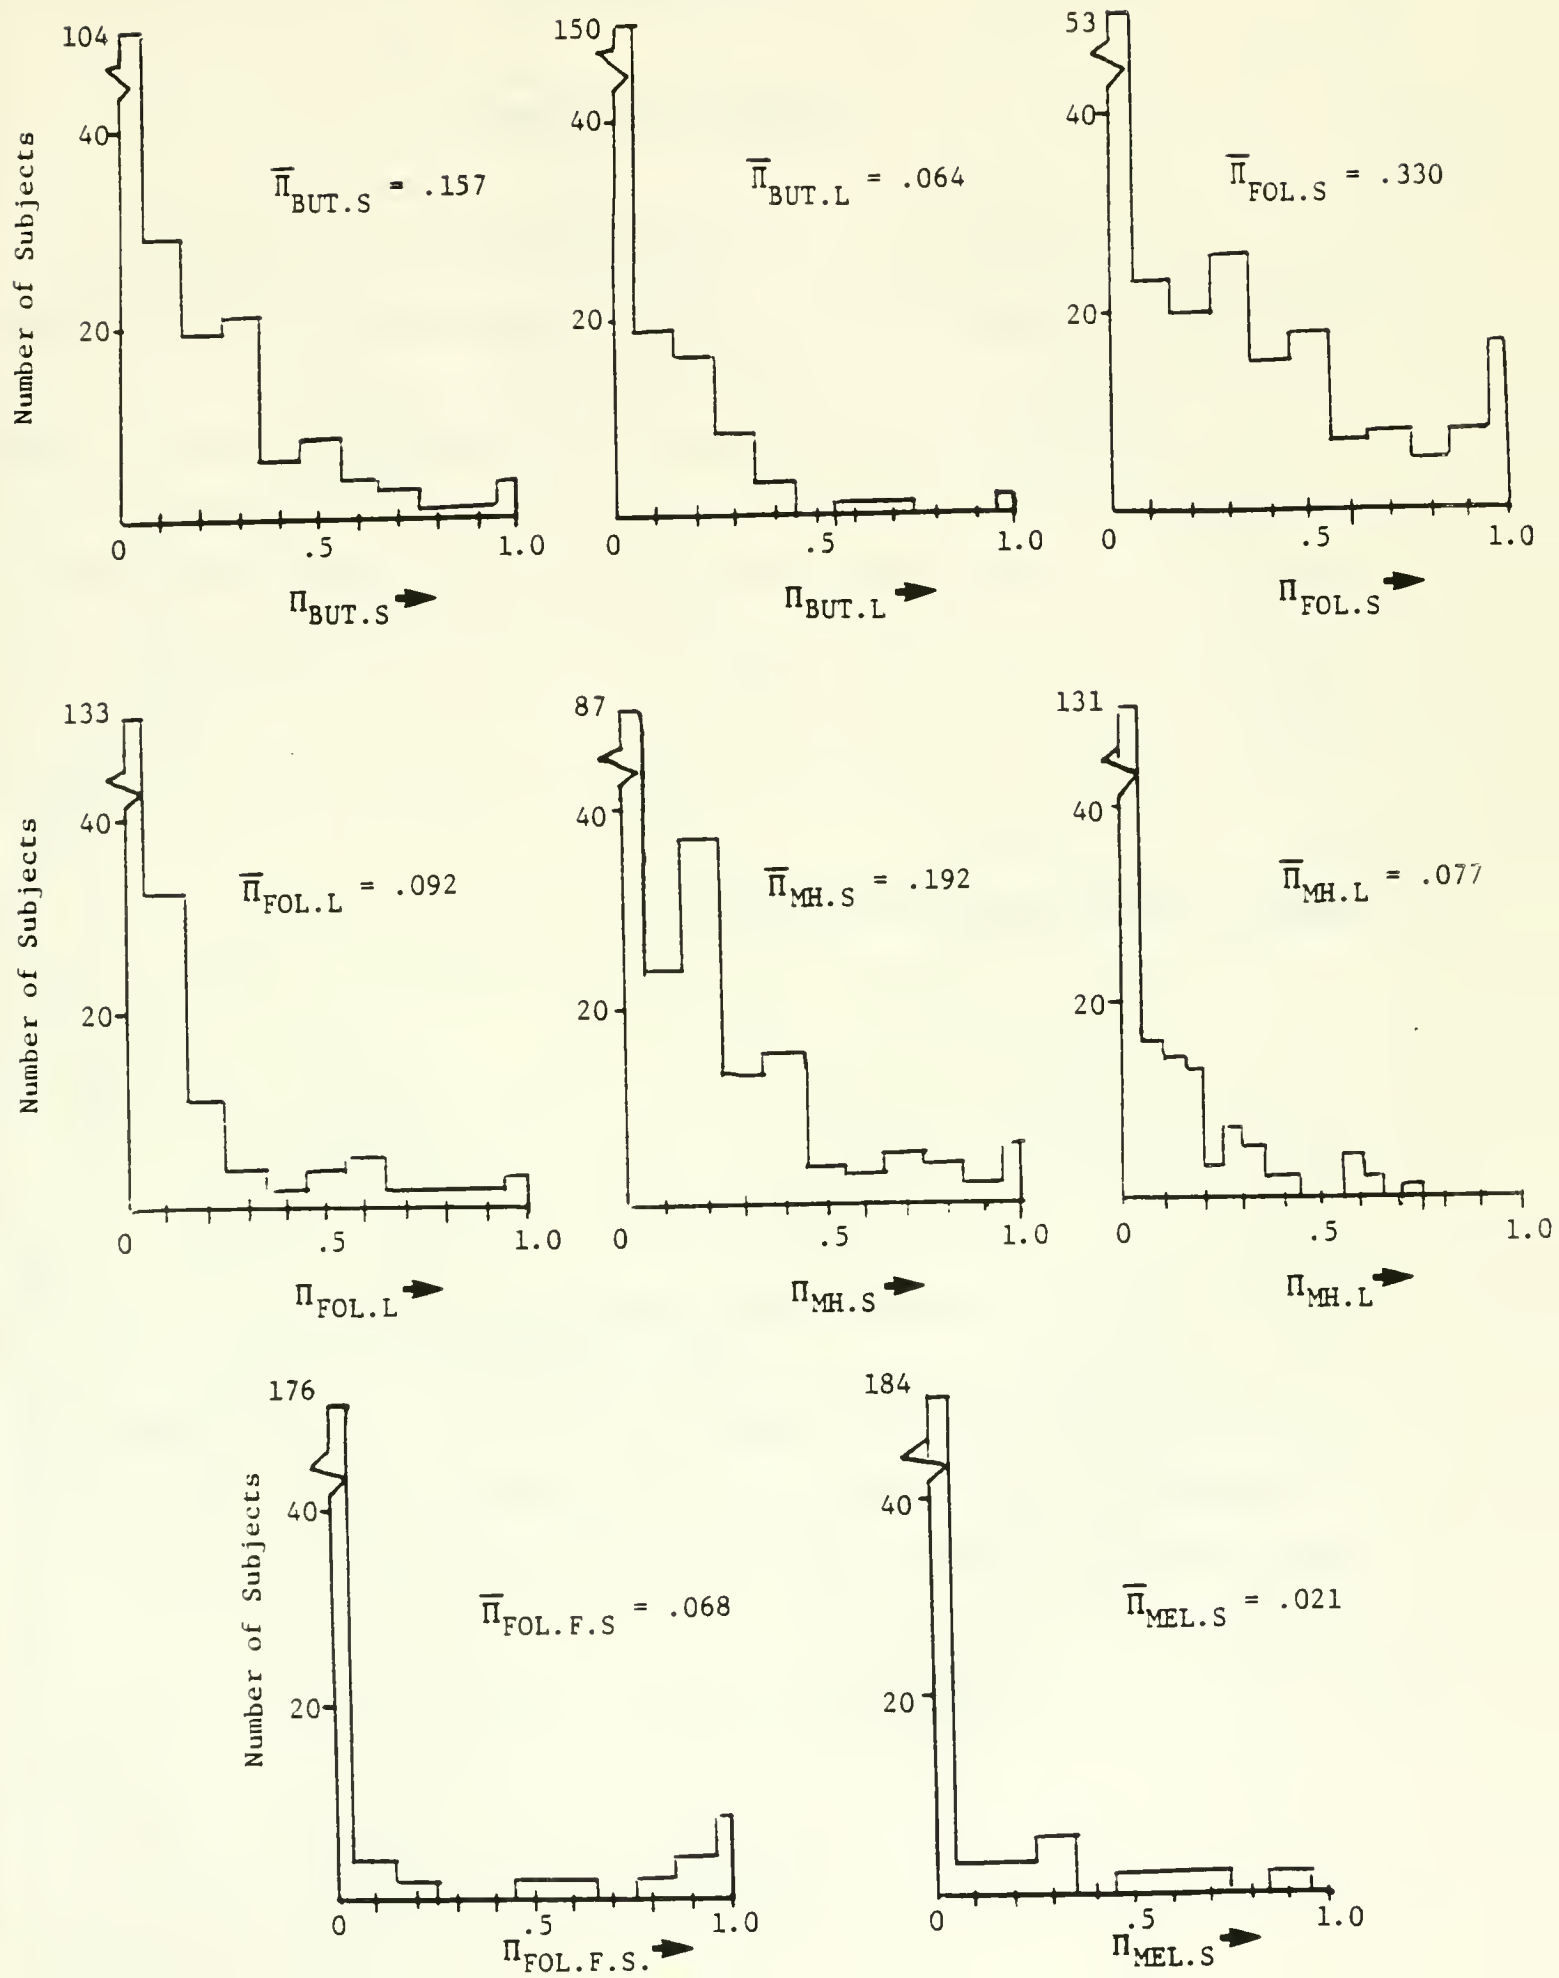 104
40
20
Number of Subjects
Π̄BUT.S = .157
0 .5 1.0
ΠBUT.S
150
40
20
Π̄BUT.L = .064
0 .5 1.0
ΠBUT.L
53
40
20
Π̄FOL.S = .330
0 .5 1.0
ΠFOL.S
133
40
20
Number of Subjects
Π̄FOL.L = .092
0 .5 1.0
ΠFOL.L
87
40
20
Π̄MH.S = .192
0 .5 1.0
ΠMH.S
131
40
20
Π̄MH.L = .077
0 .5 1.0
ΠMH.L
176
40
20
Number of Subjects
Π̄FOL.F.S = .068
0 .5 1.0
ΠFOL.F.S.
184
40
20
Π̄MEL.S = .021
0 .5 1.0
ΠMEL.S